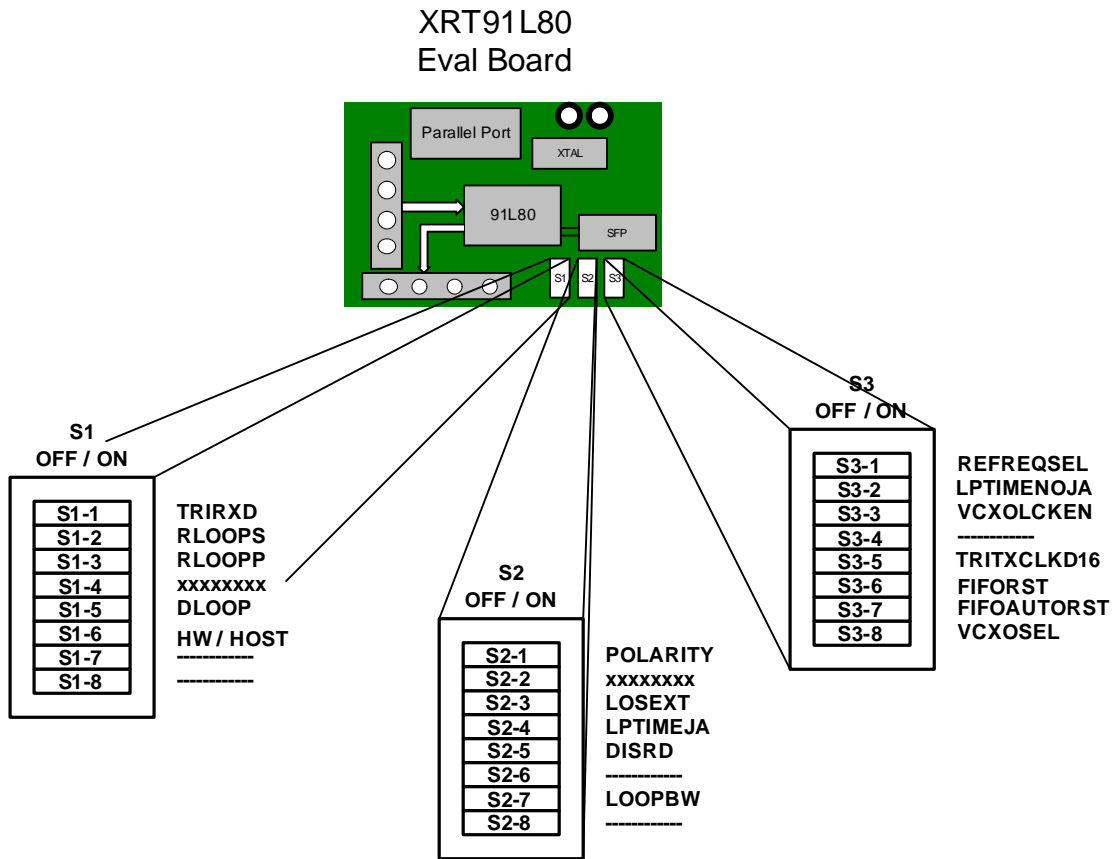 XRT91L80
Eval Board
Parallel Port
XTAL
91L80
SFP
S1
S2
S3
S1
OFF / ON
S1-1 TRIRXD
S1-2 RLOOPS
S1-3 RLOOPP
S1-4 xxxxxxxx
S1-5 DLOOP
S1-6 HW / HOST
S1-7 ------------
S1-8 ------------
S2
OFF / ON
S2-1 POLARITY
S2-2 xxxxxxxx
S2-3 LOSEXT
S2-4 LPTIMEJA
S2-5 DISRD
S2-6 ------------
S2-7 LOOPBW
S2-8 ------------
S3
OFF / ON
S3-1 REFREQSEL
S3-2 LPTIMENOJA
S3-3 VCXOLCKEN
S3-4 ------------
S3-5 TRITXCLKD16
S3-6 FIFORST
S3-7 FIFOAUTORST
S3-8 VCXOSEL